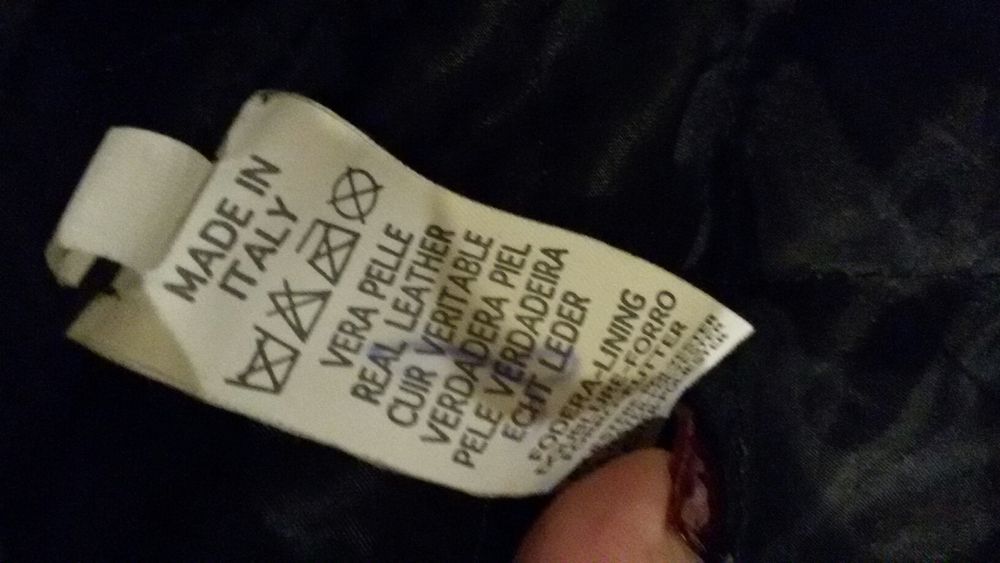 MADE IN
ITALY
VERA PELLE
REAL LEATHER
CUIR VERITABLE
VERDADERA PIEL
PELE VERDADEIRA
ECHT LEDER
FODERA-LINING